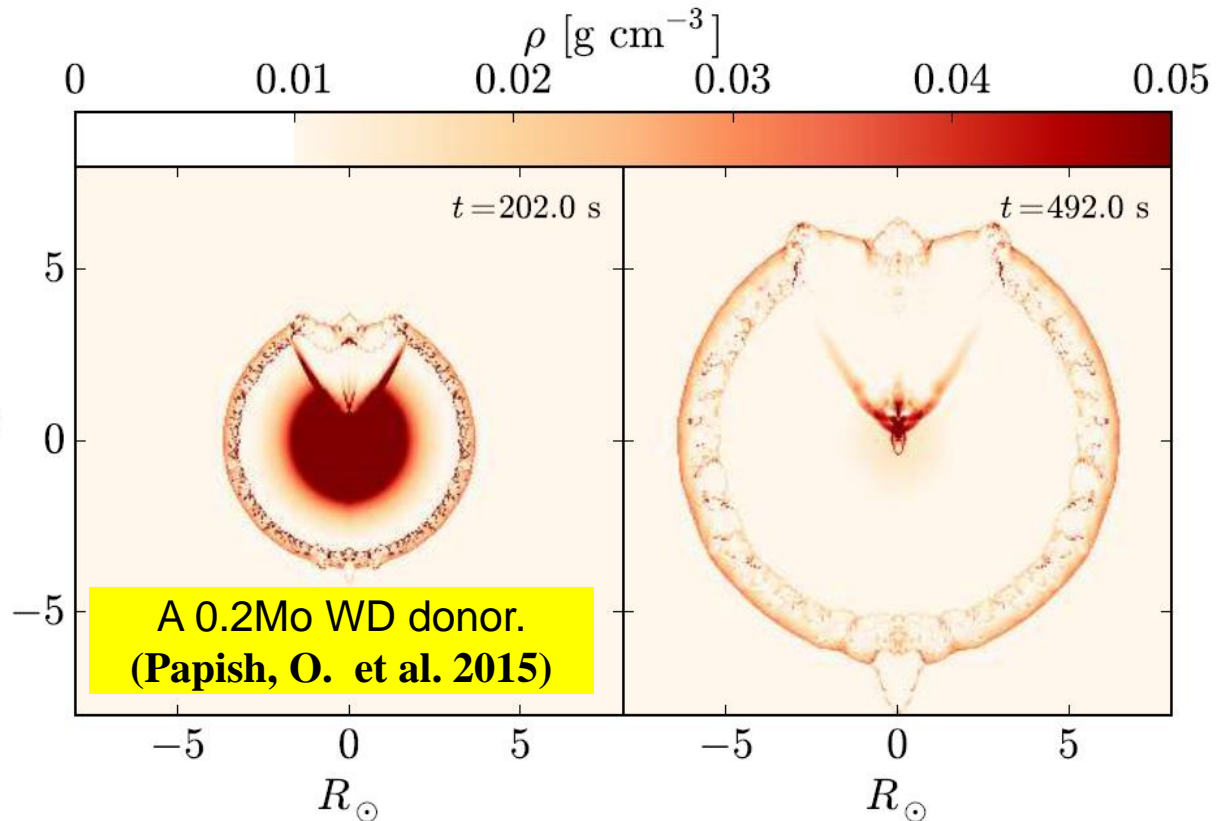 ρ [g cm⁻³]
0 0.01 0.02 0.03 0.04 0.05
t=202.0 s
t=492.0 s
5
0
−5
A 0.2Mo WD donor.
(Papish, O. et al. 2015)
−5 0 5 −5 0 5
R☉ R☉